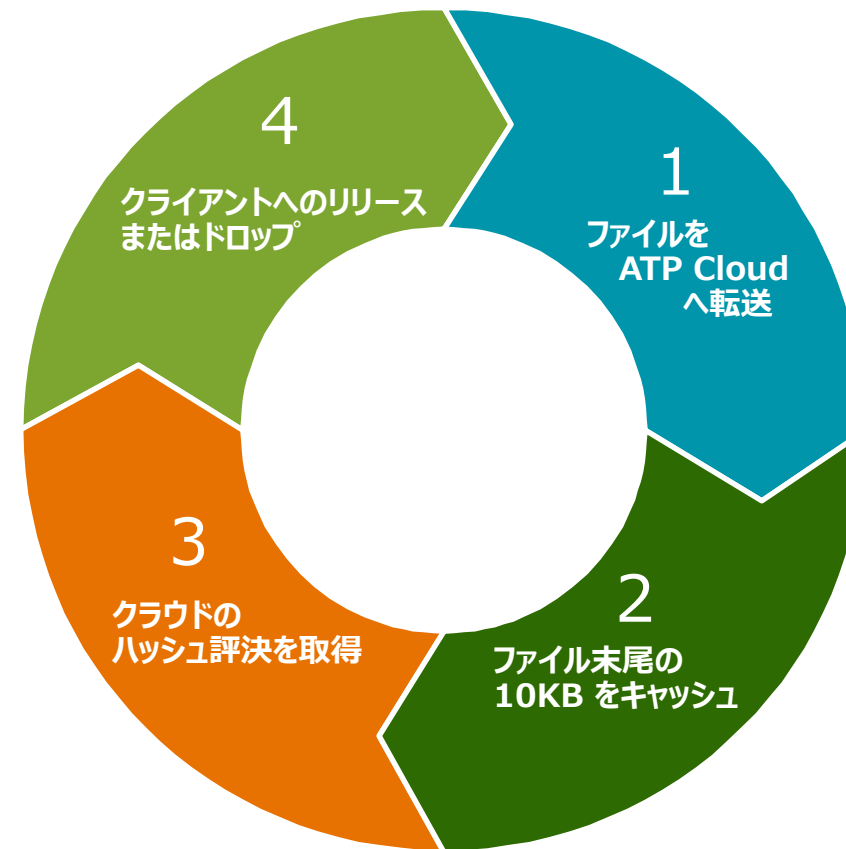 1
ファイルを
ATP Cloud
へ転送
2
ファイル末尾の
10KB をキャッシュ
3
クラウドの
ハッシュ評決を取得
4
クライアントへのリリース
またはドロップ